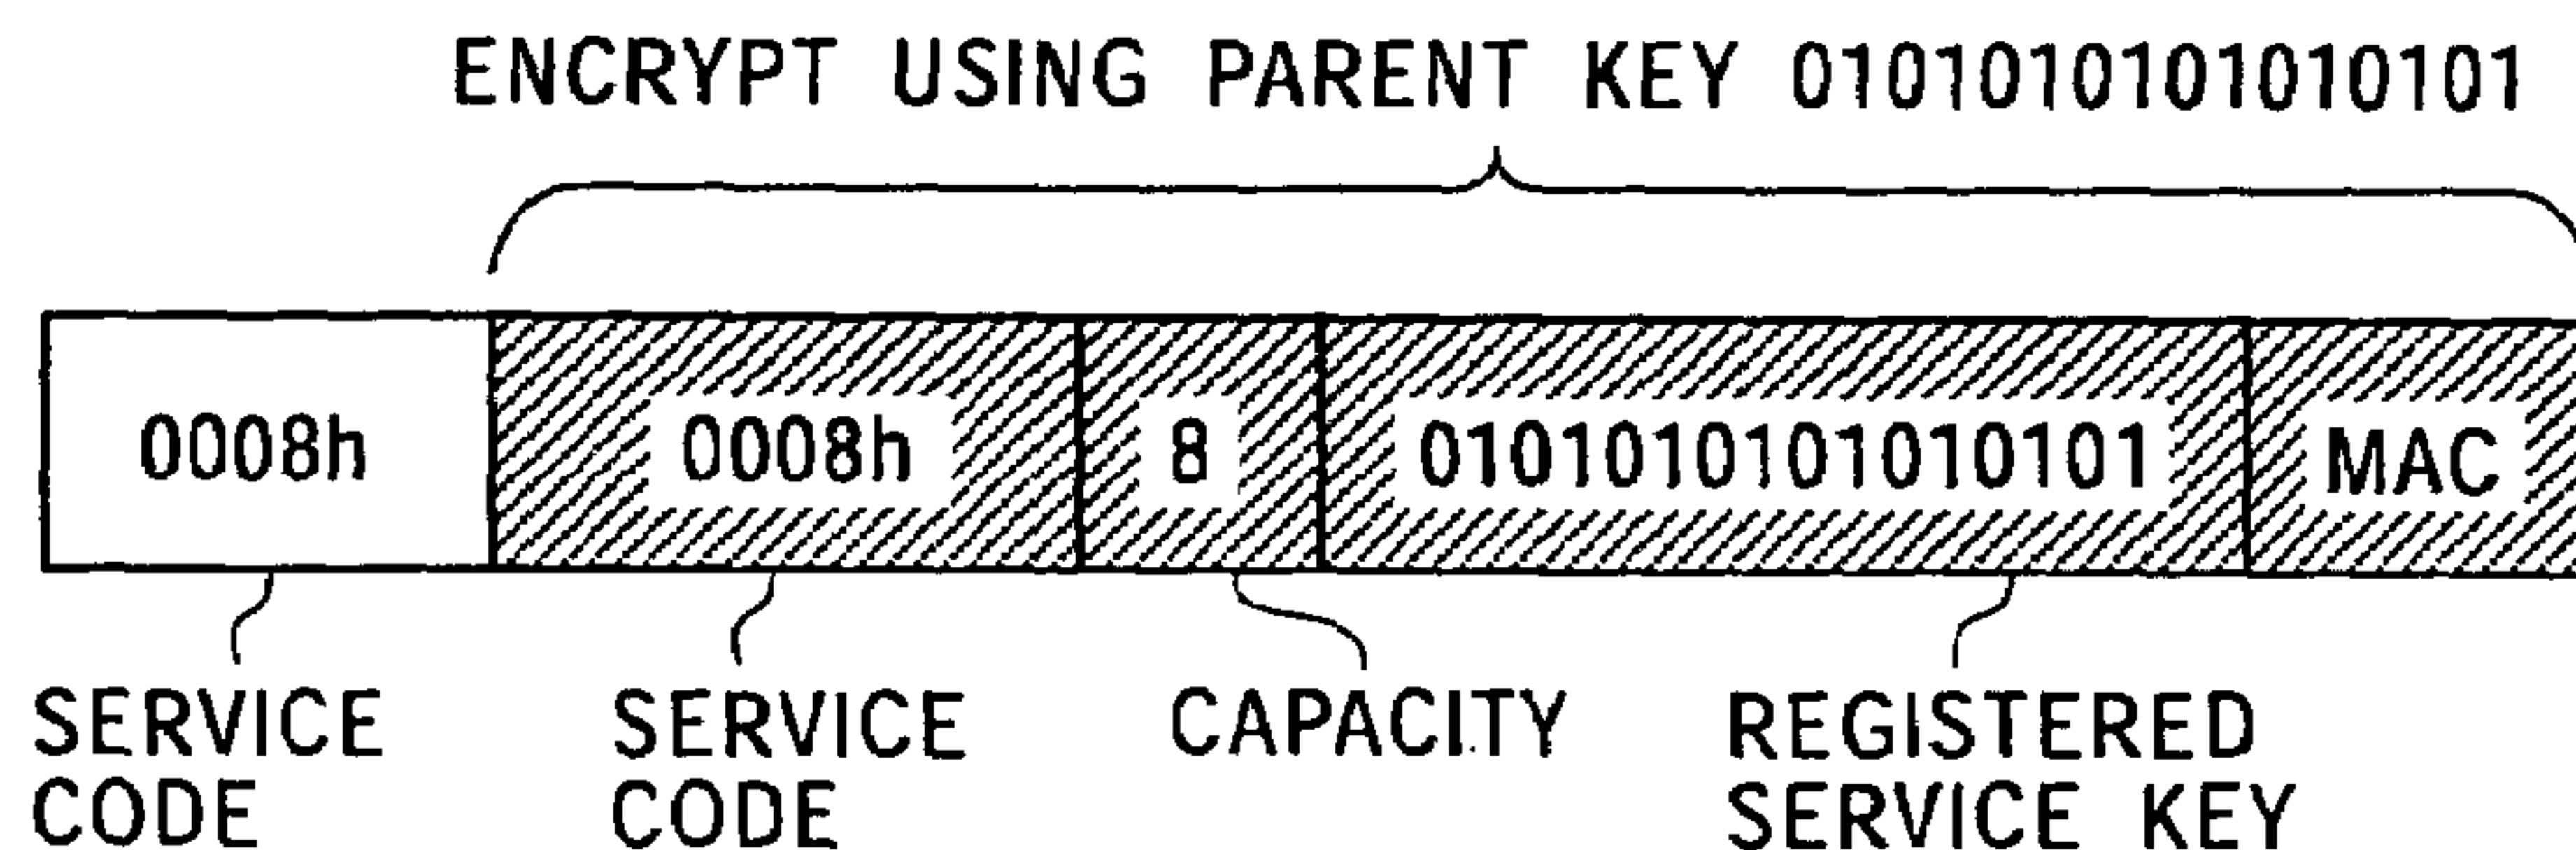 ENCRYPT USING PARENT KEY 0101010101010101
0008h 0008h 8 0101010101010101 MAC
SERVICE CODE
SERVICE CODE
CAPACITY
REGISTERED SERVICE KEY